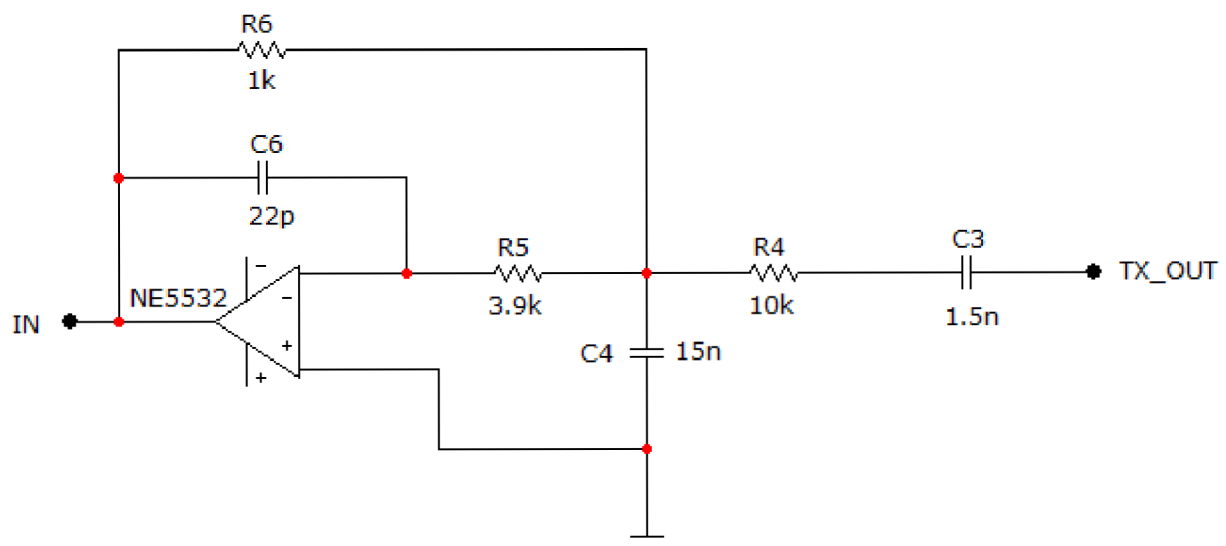 R6
1k
C6
22p
R5
3.9k
R4
10k
C3
1.5n
TX_OUT
NE5532
−
−
+
+
IN
C4
15n